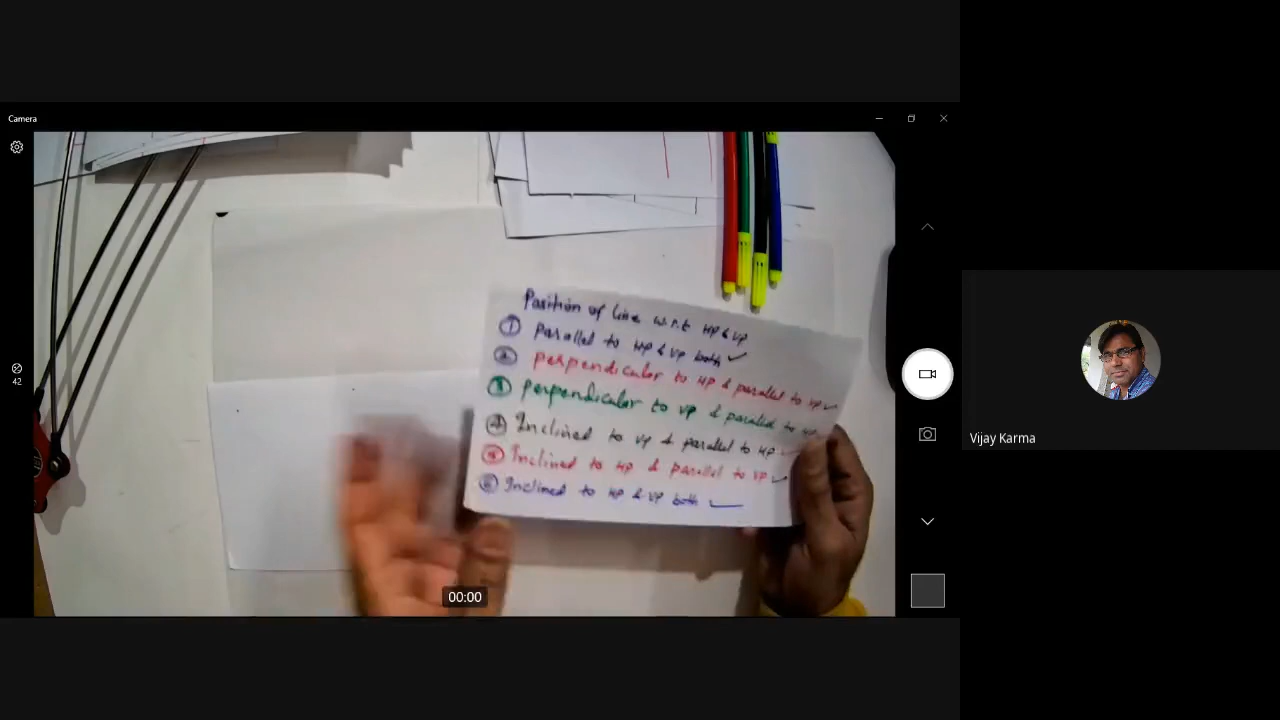 Camera
42
Position of line w.r.t HP & VP
① Parallel to HP & VP both ✓
② perpendicular to HP & parallel to VP ✓
③ perpendicular to VP & parallel to HP
④ Inclined to VP & parallel to HP ✓
⑤ Inclined to HP & parallel to VP ✓
⑥ Inclined to HP & VP both ✓
00:00
Vijay Karma